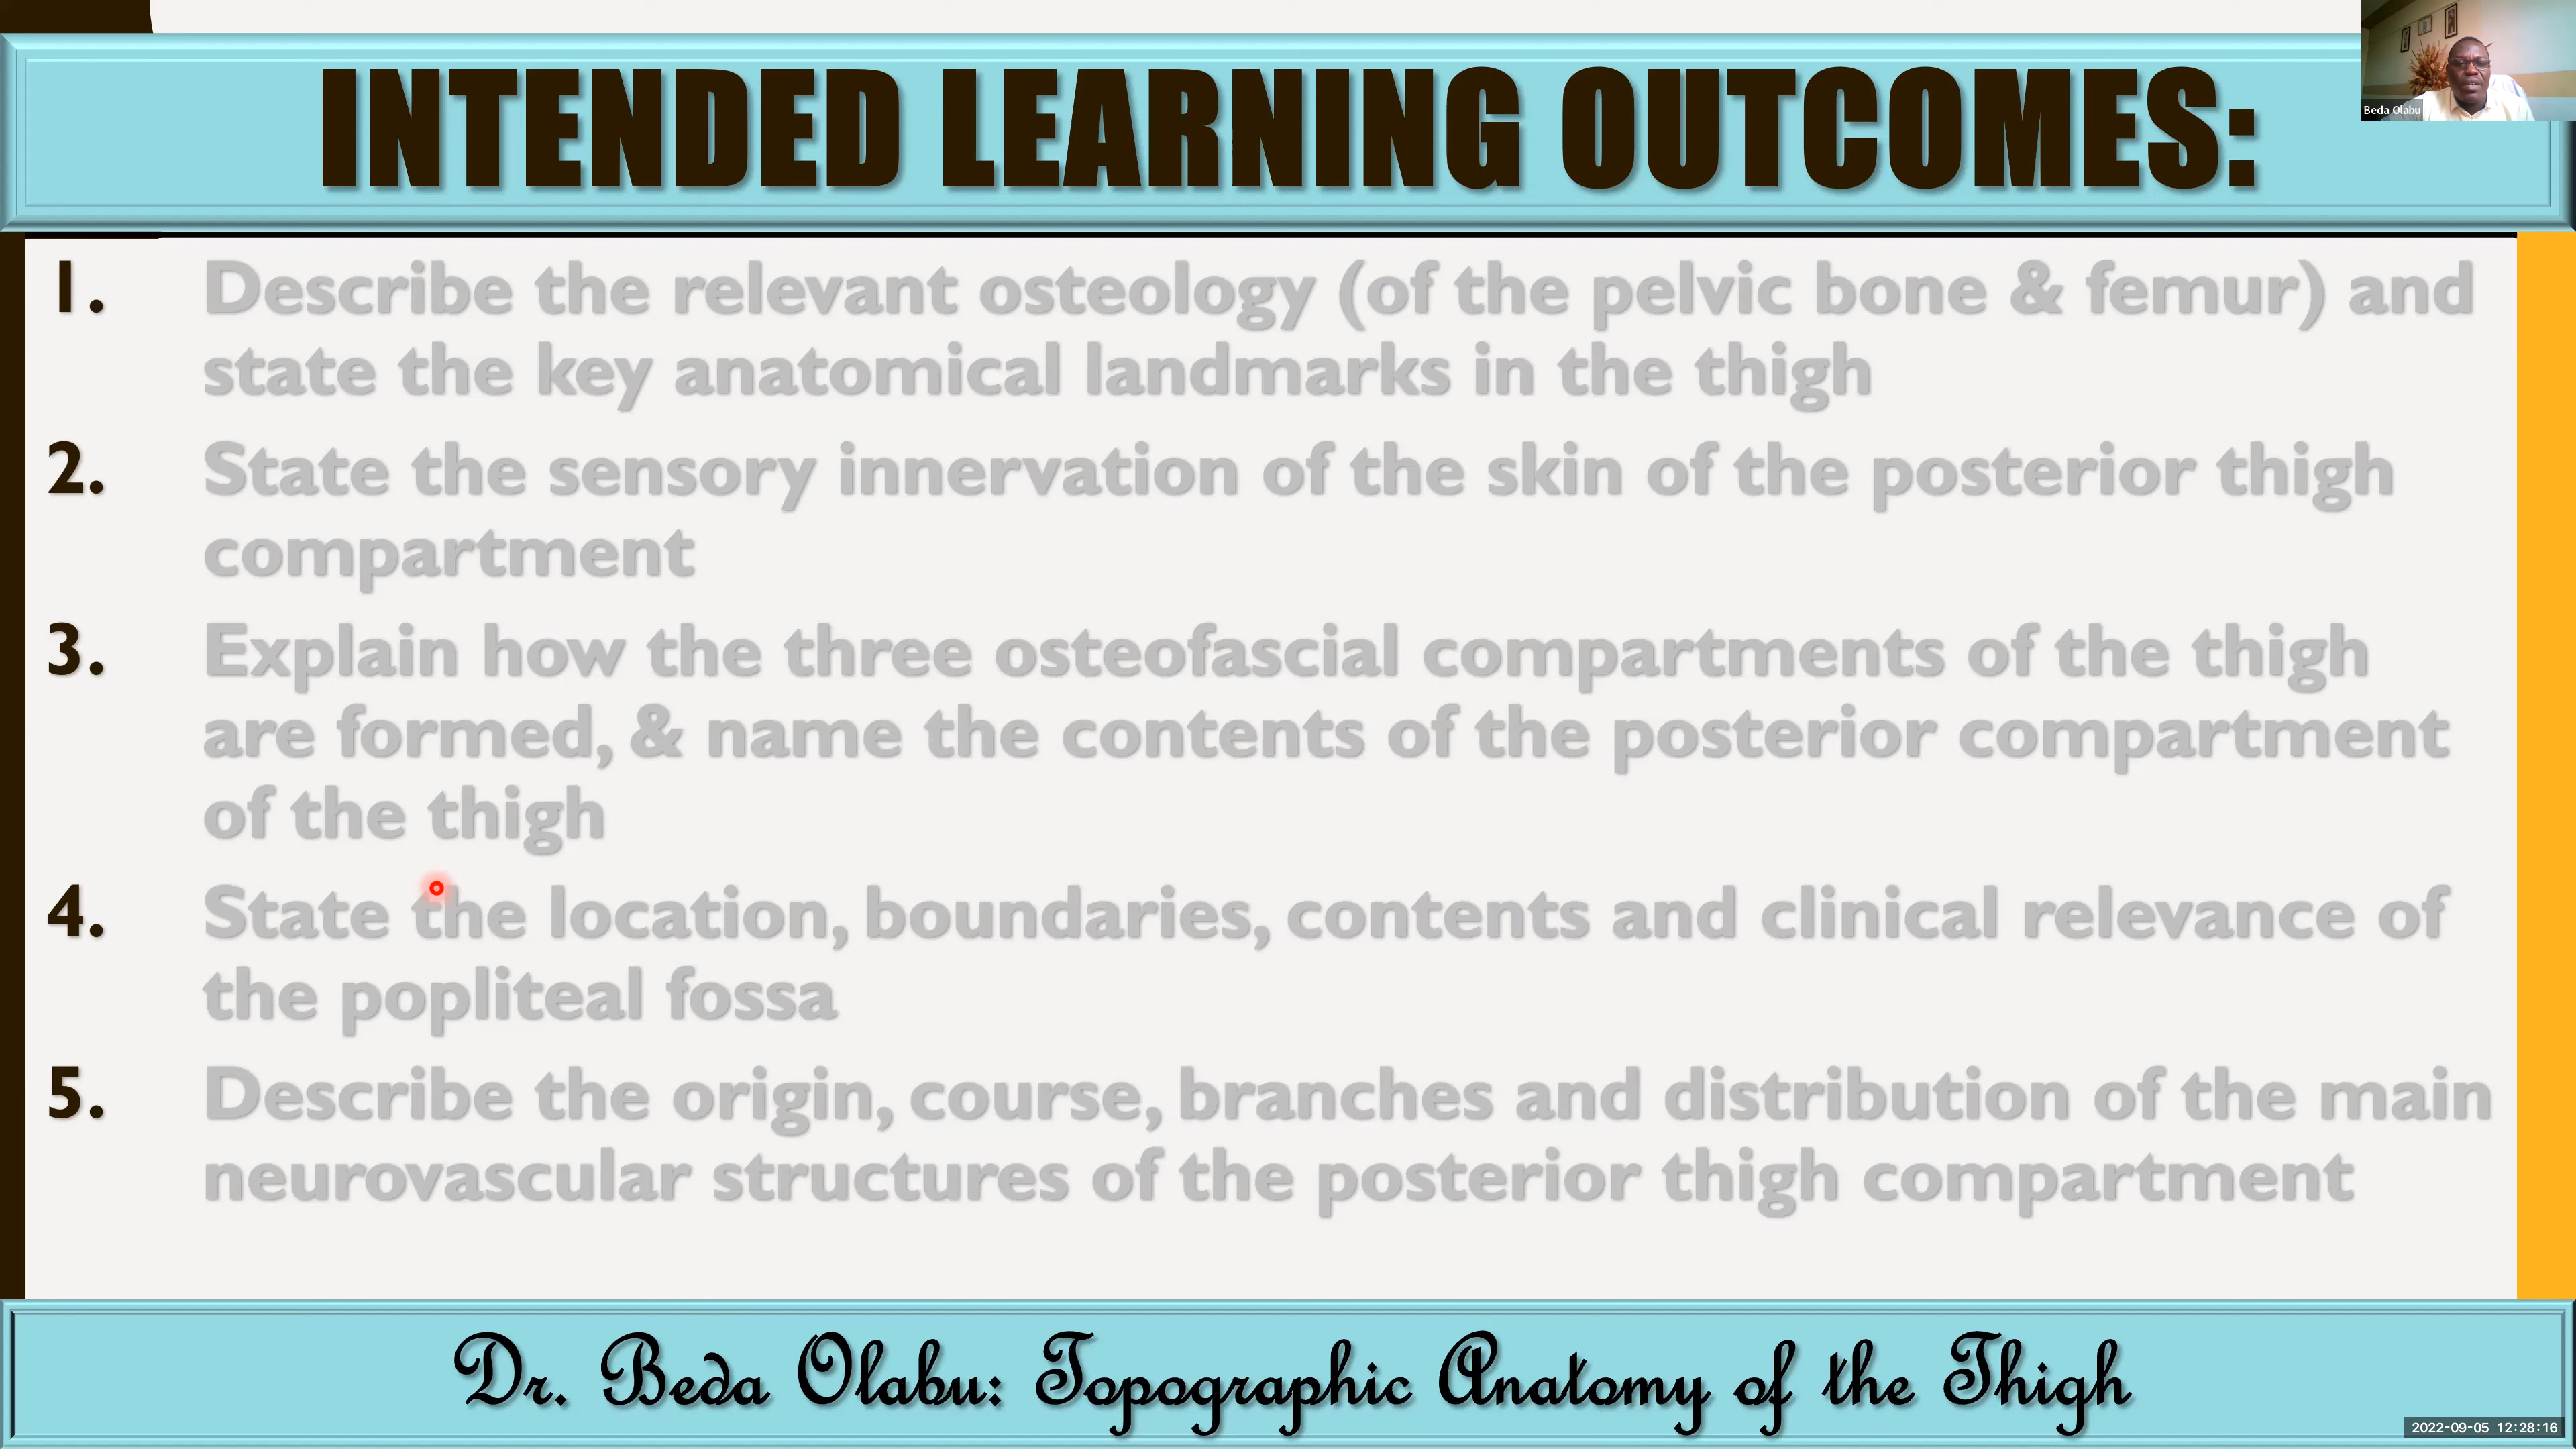 INTENDED LEARNING OUTCOMES:
Beda Olabu
1. Describe the relevant osteology (of the pelvic bone & femur) and
state the key anatomical landmarks in the thigh
2. State the sensory innervation of the skin of the posterior thigh
compartment
3. Explain how the three osteofascial compartments of the thigh
are formed, & name the contents of the posterior compartment
of the thigh
4. State the location, boundaries, contents and clinical relevance of
the popliteal fossa
5. Describe the origin, course, branches and distribution of the main
neurovascular structures of the posterior thigh compartment
Dr. Beda Olabu: Topographic Anatomy of the Thigh
2022-09-05 12:28:16